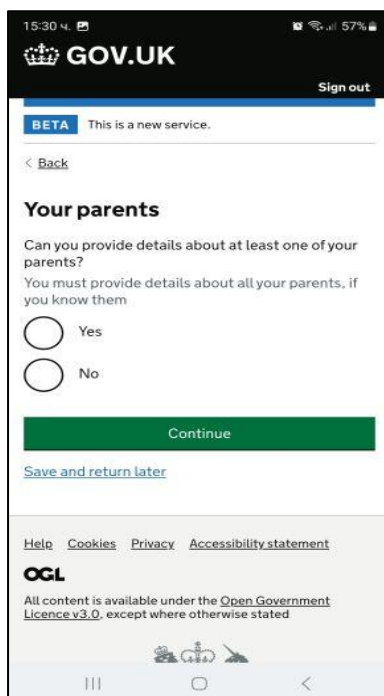 15:30 ч. 57%
GOV.UK
Sign out
BETA This is a new service.
< Back
Your parents
Can you provide details about at least one of your
parents?
You must provide details about all your parents, if
you know them
Yes
No
Continue
Save and return later
Help Cookies Privacy Accessibility statement
OGL
All content is available under the Open Government
Licence v3.0, except where otherwise stated